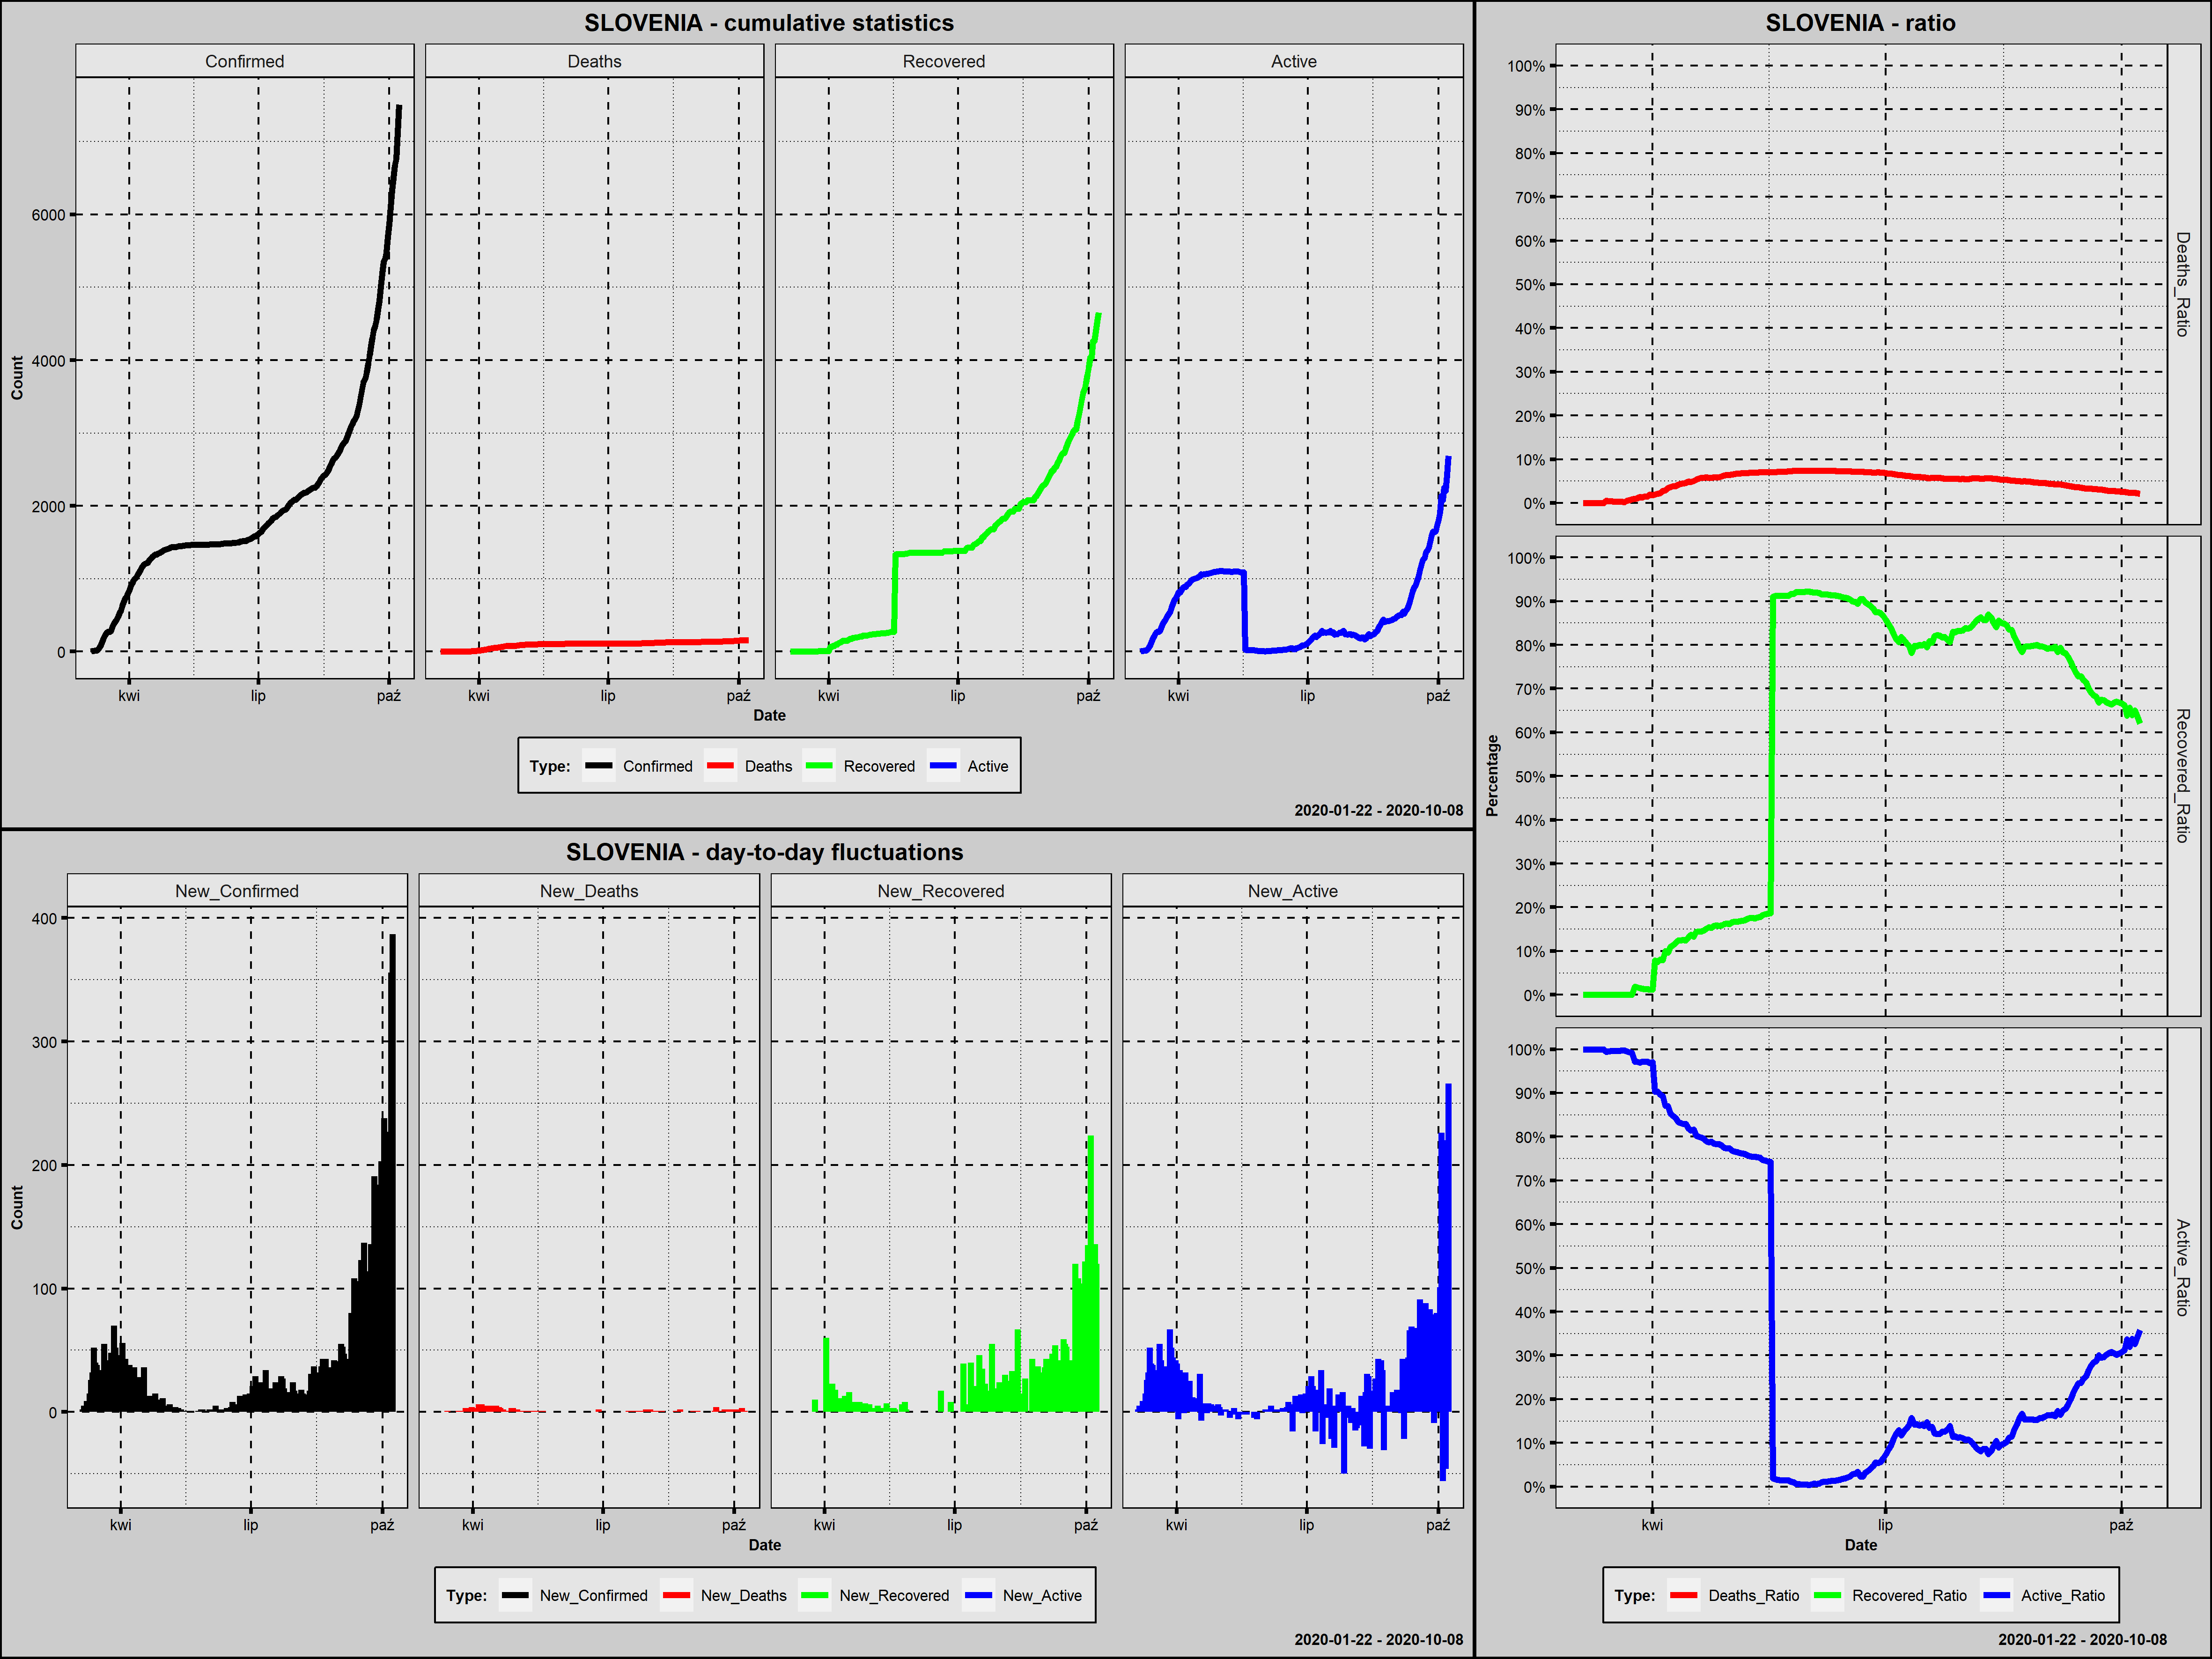 SLOVENIA - cumulative statistics
Confirmed Deaths Recovered Active
Count
6000
4000
2000
0
kwi lip paź kwi lip paź kwi lip paź kwi lip paź
Date
Type: Confirmed Deaths Recovered Active
2020-01-22 - 2020-10-08
SLOVENIA - day-to-day fluctuations
New_Confirmed New_Deaths New_Recovered New_Active
Count
400
300
200
100
0
kwi lip paź kwi lip paź kwi lip paź kwi lip paź
Date
Type: New_Confirmed New_Deaths New_Recovered New_Active
2020-01-22 - 2020-10-08
SLOVENIA - ratio
Percentage
100%
90%
80%
70%
60%
50%
40%
30%
20%
10%
0%
Deaths_Ratio
100%
90%
80%
70%
60%
50%
40%
30%
20%
10%
0%
Recovered_Ratio
100%
90%
80%
70%
60%
50%
40%
30%
20%
10%
0%
Active_Ratio
kwi lip paź
Date
Type: Deaths_Ratio Recovered_Ratio Active_Ratio
2020-01-22 - 2020-10-08